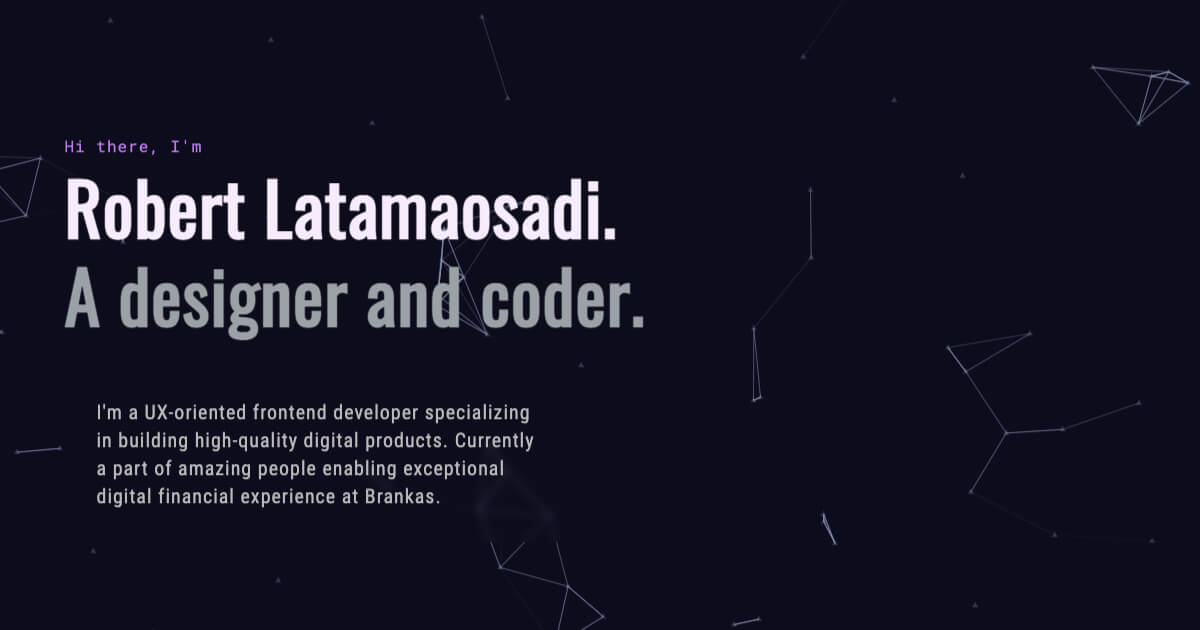 Hi there, I'm
Robert Latamaosadi.
A designer and coder.
I'm a UX-oriented frontend developer specializing
in building high-quality digital products. Currently
a part of amazing people enabling exceptional
digital financial experience at Brankas.